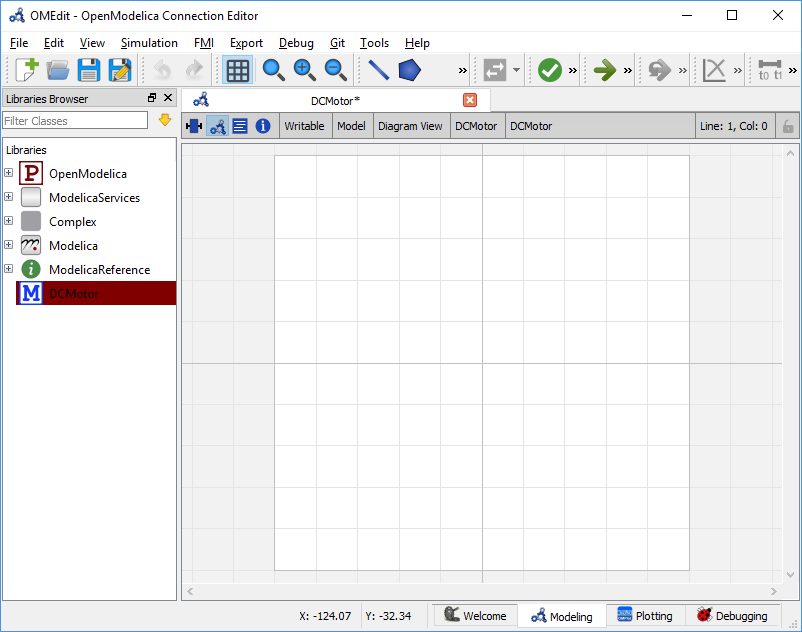 OMEdit - OpenModelica Connection Editor
File Edit View Simulation FMI Export Debug Git Tools Help
t0 t1
Libraries Browser
DCMotor*
Filter Classes
Writable Model Diagram View DCMotor DCMotor Line: 1, Col: 0
Libraries
P OpenModelica
ModelicaServices
Complex
m Modelica
i ModelicaReference
M DCMotor
X: -124.07 Y: -32.34 Welcome Modeling Plotting Debugging